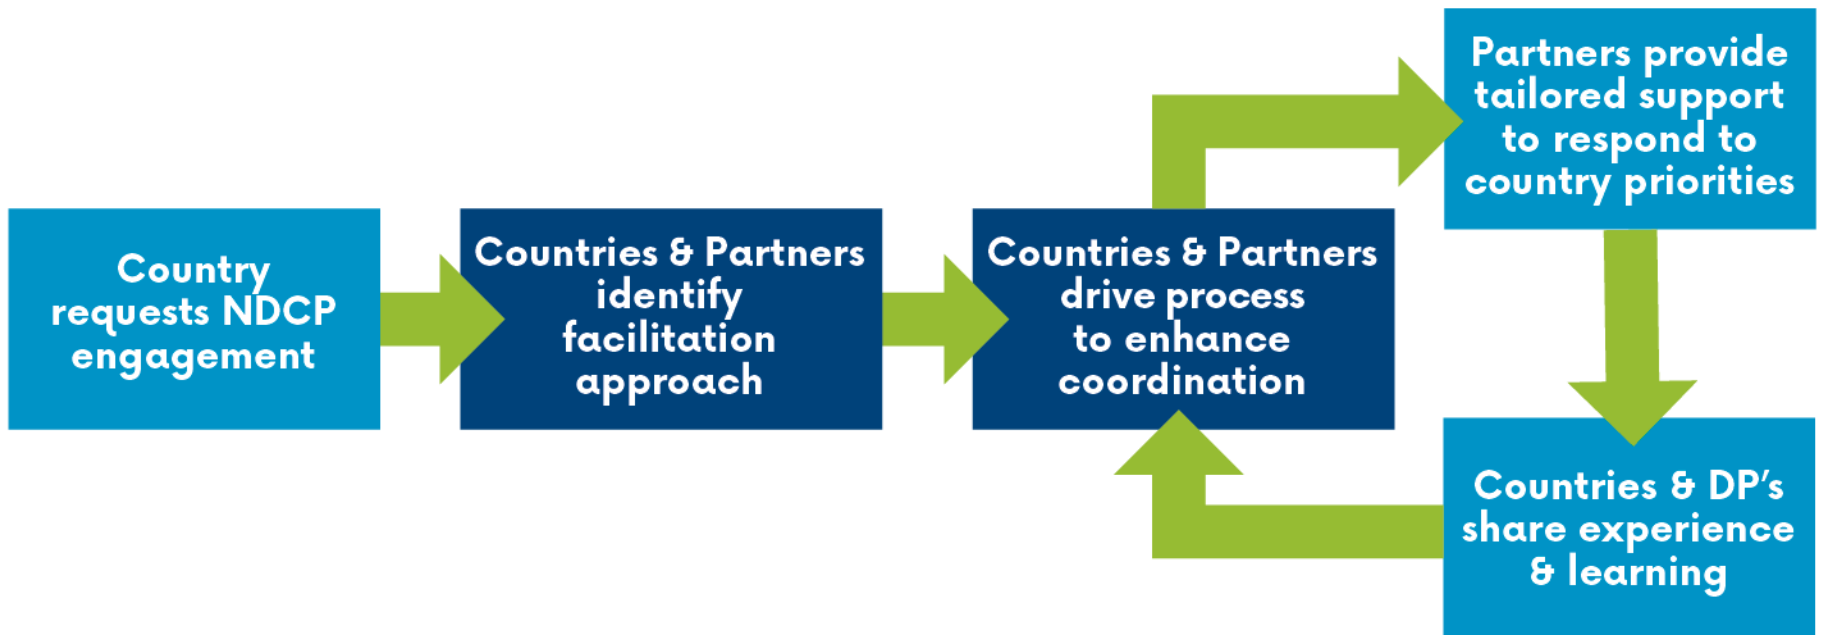 Country
requests NDCP
engagement
Countries & Partners
identify
facilitation
approach
Countries & Partners
drive process
to enhance
coordination
Partners provide
tailored support
to respond to
country priorities
Countries & DP’s
share experience
& learning